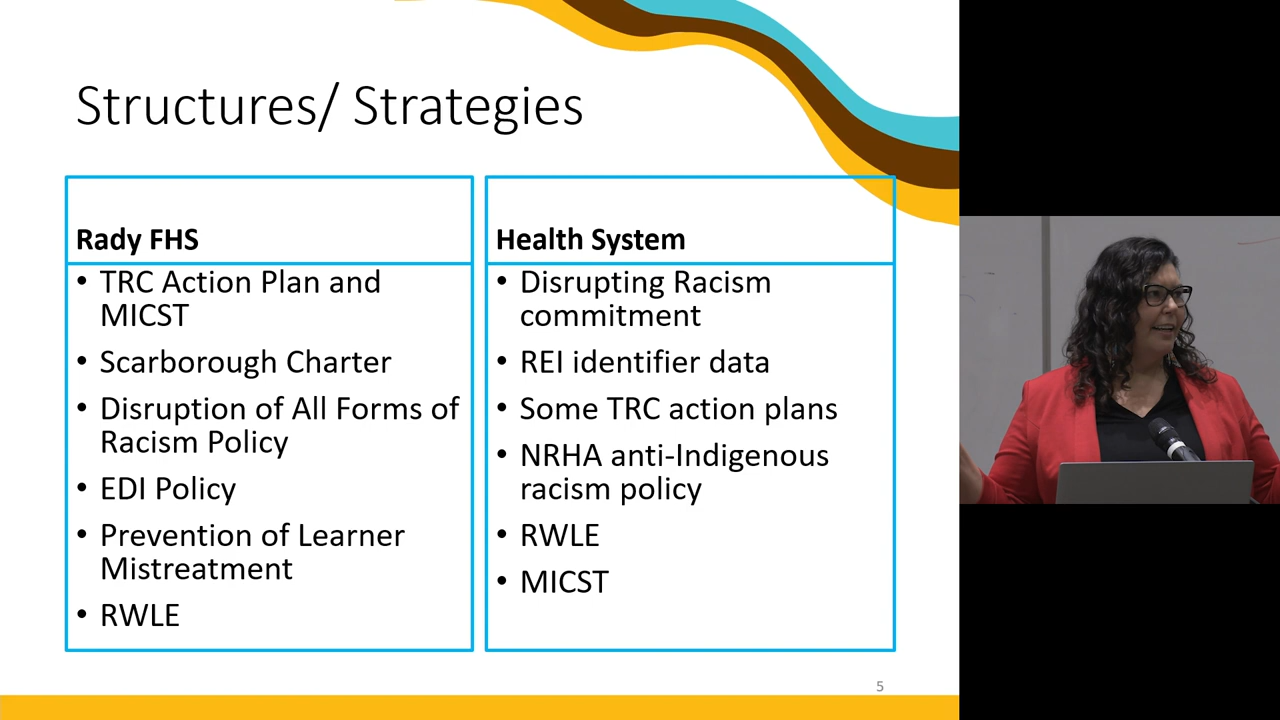 Structures/ Strategies
Rady FHS
• TRC Action Plan and
MICST
• Scarborough Charter
• Disruption of All Forms of
Racism Policy
• EDI Policy
• Prevention of Learner
Mistreatment
• RWLE
Health System
• Disrupting Racism
commitment
• REI identifier data
• Some TRC action plans
• NRHA anti-Indigenous
racism policy
• RWLE
• MICST
5